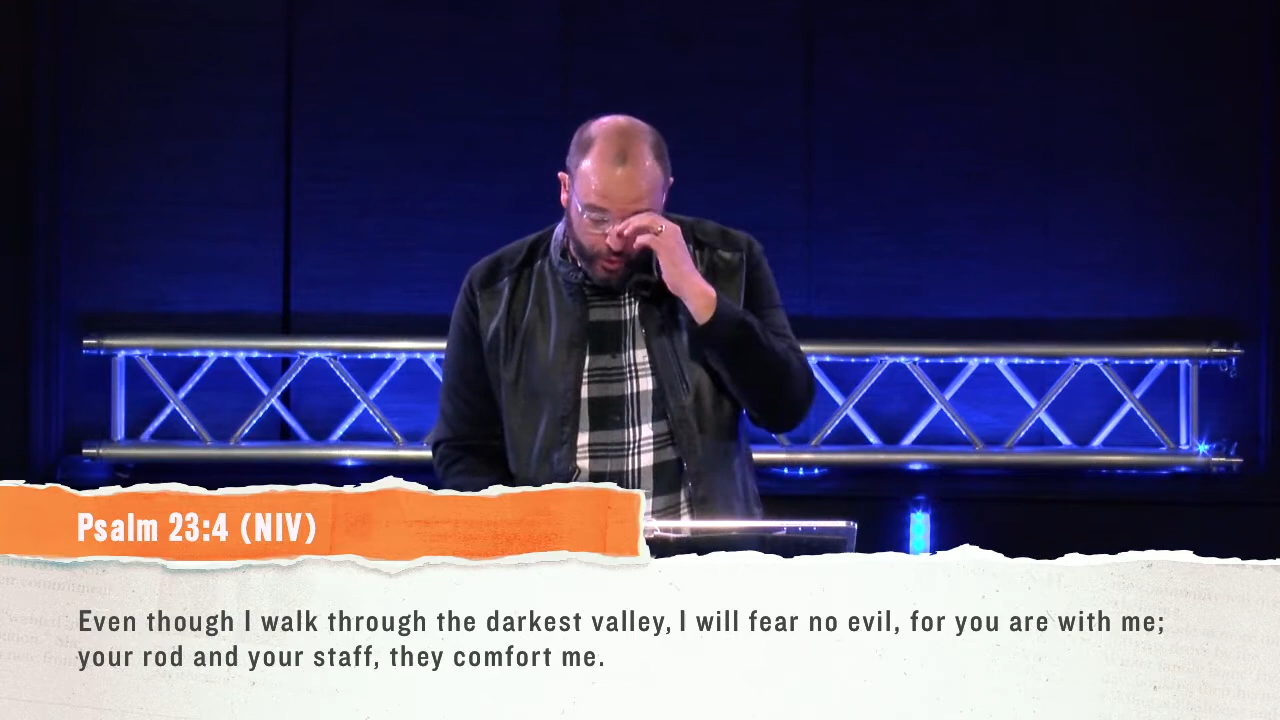 Psalm 23:4 (NIV)
Even though I walk through the darkest valley, I will fear no evil, for you are with me;
your rod and your staff, they comfort me.